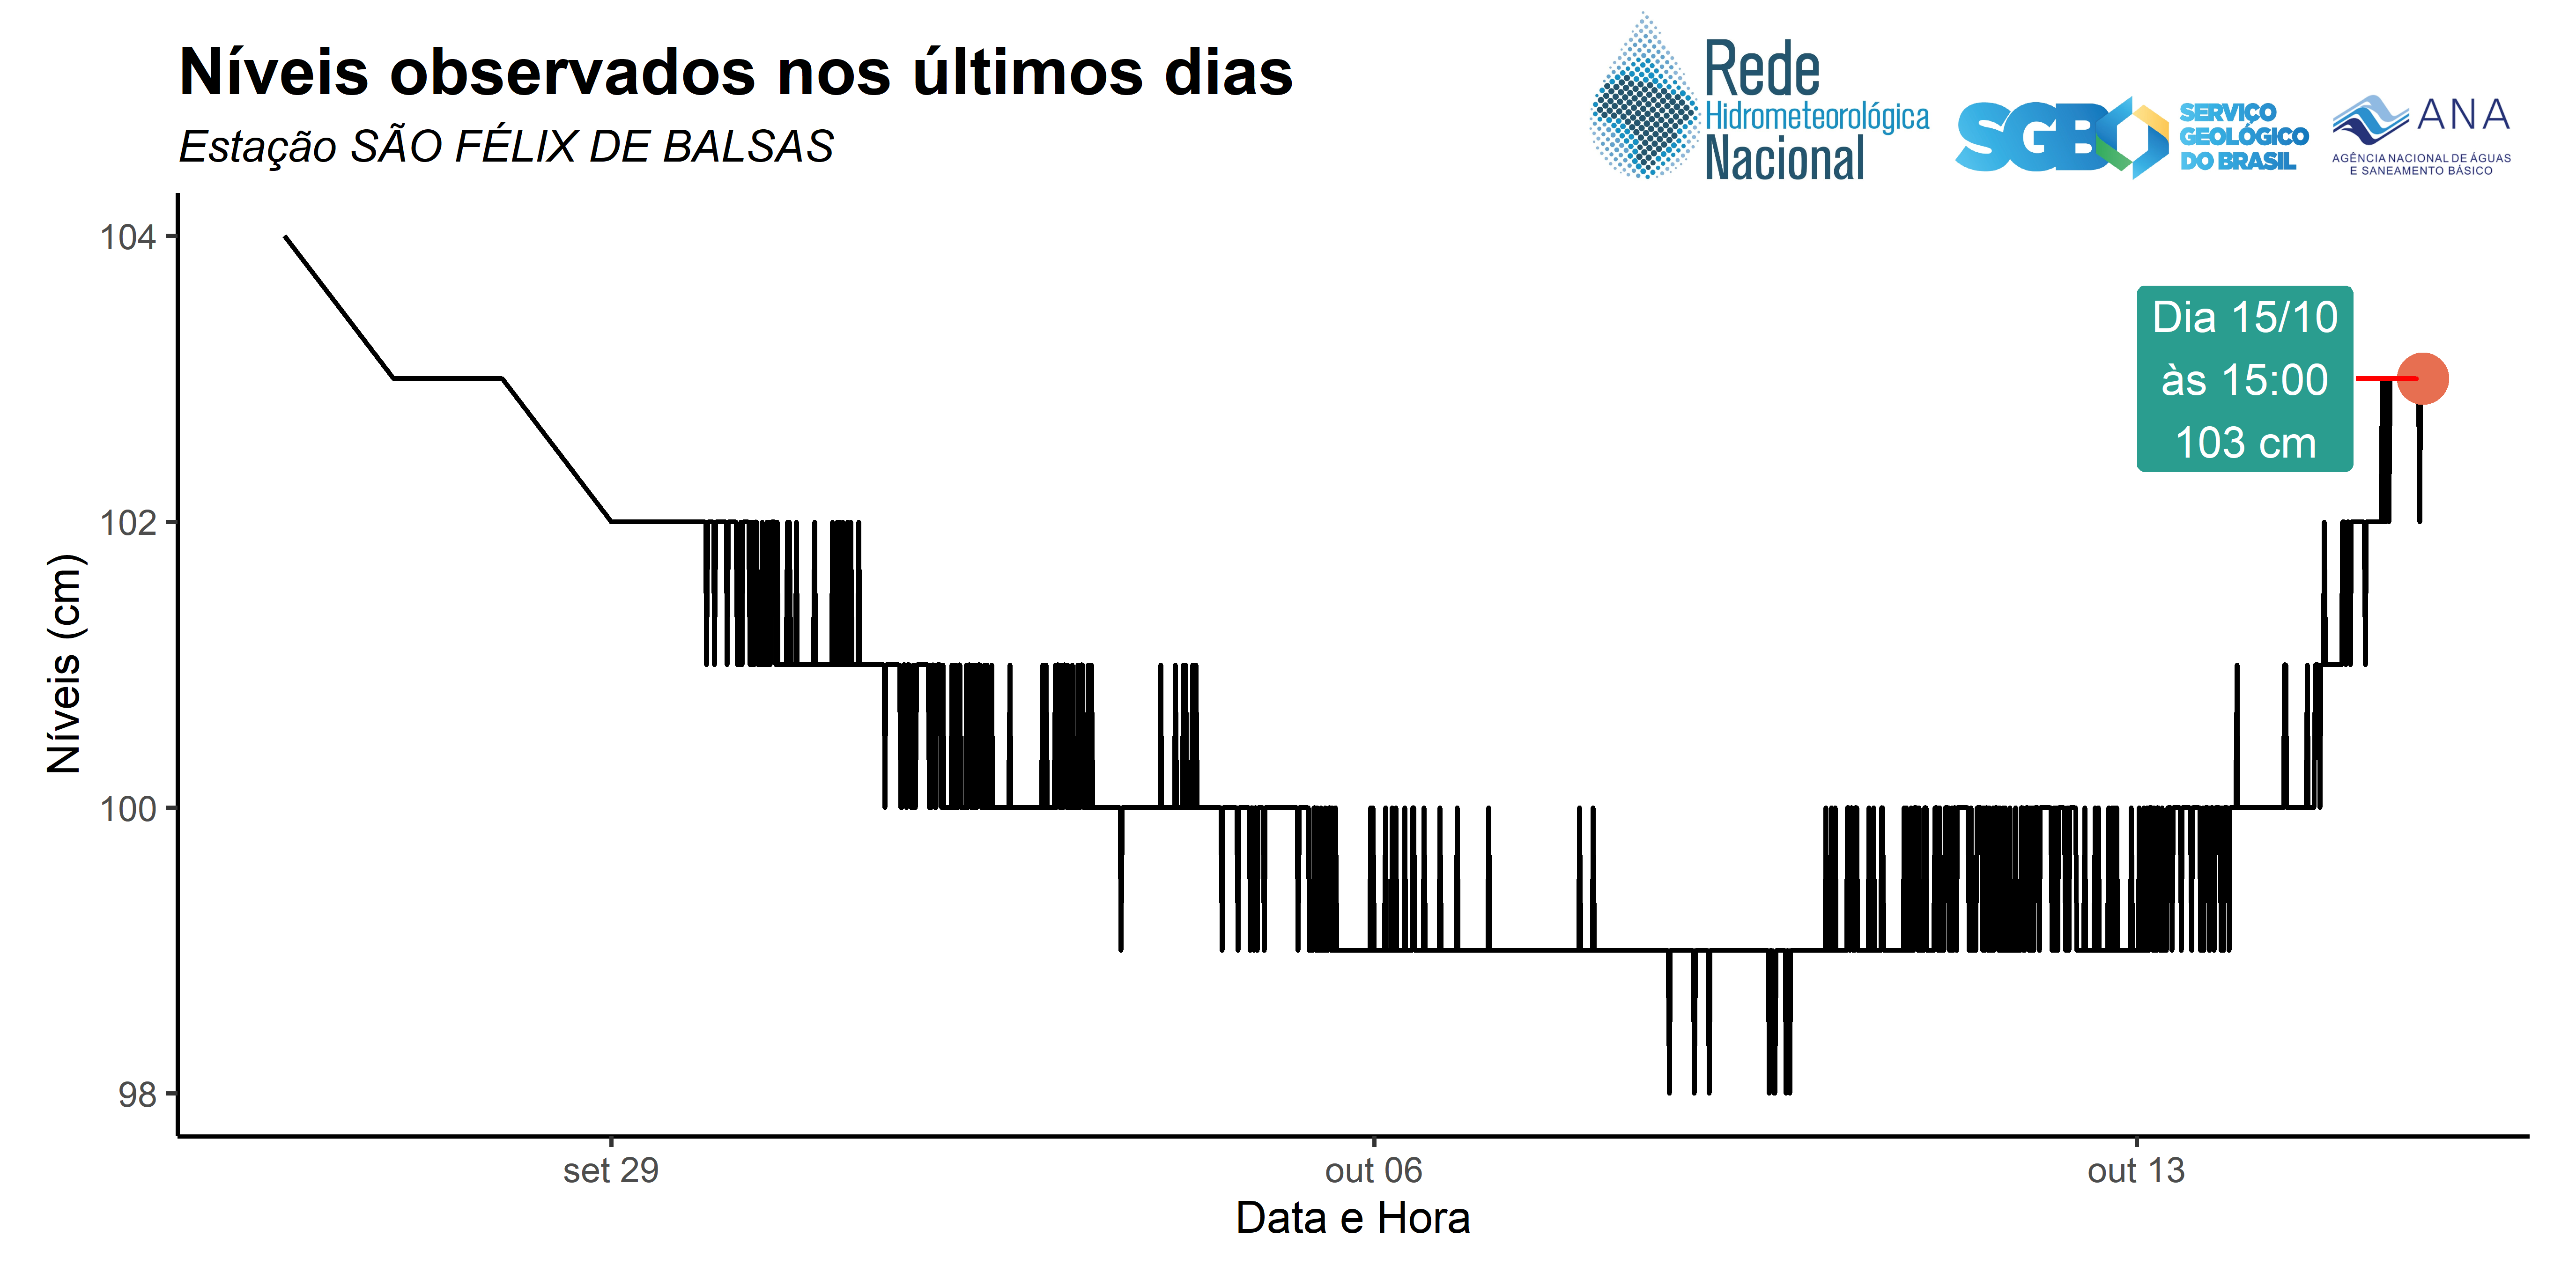 Níveis observados nos últimos dias
Estação SÃO FÉLIX DE BALSAS
Rede
Hidrometeorológica
Nacional
SGB
SERVIÇO
GEOLÓGICO
DO BRASIL
ANA
AGÊNCIA NACIONAL DE ÁGUAS
E SANEAMENTO BÁSICO
104
102
100
98
Níveis (cm)
Dia 15/10
às 15:00
103 cm
set 29
out 06
out 13
Data e Hora